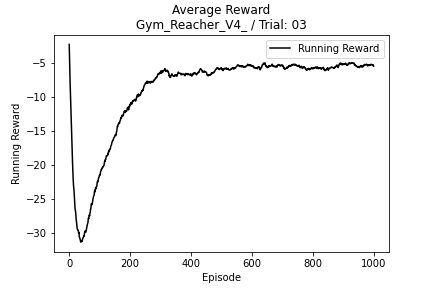 Average Reward
Gym_Reacher_V4_ / Trial: 03
Running Reward
−5
−10
−15
−20
−25
−30
Running Reward
0
200
400
600
800
1000
Episode